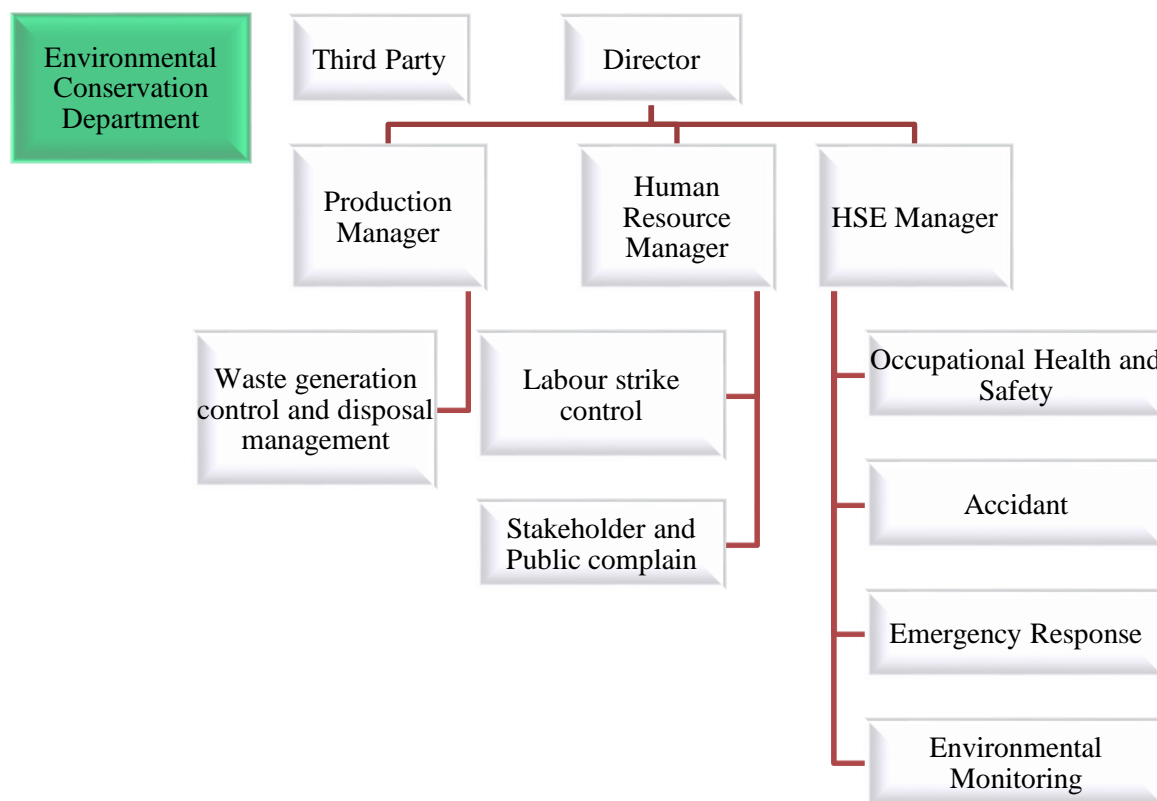 Environmental
Conservation
Department
Third Party
Director
Production
Manager
Human
Resource
Manager
HSE Manager
Waste generation
control and disposal
management
Labour strike
control
Stakeholder and
Public complain
Occupational Health and
Safety
Accidant
Emergency Response
Environmental
Monitoring